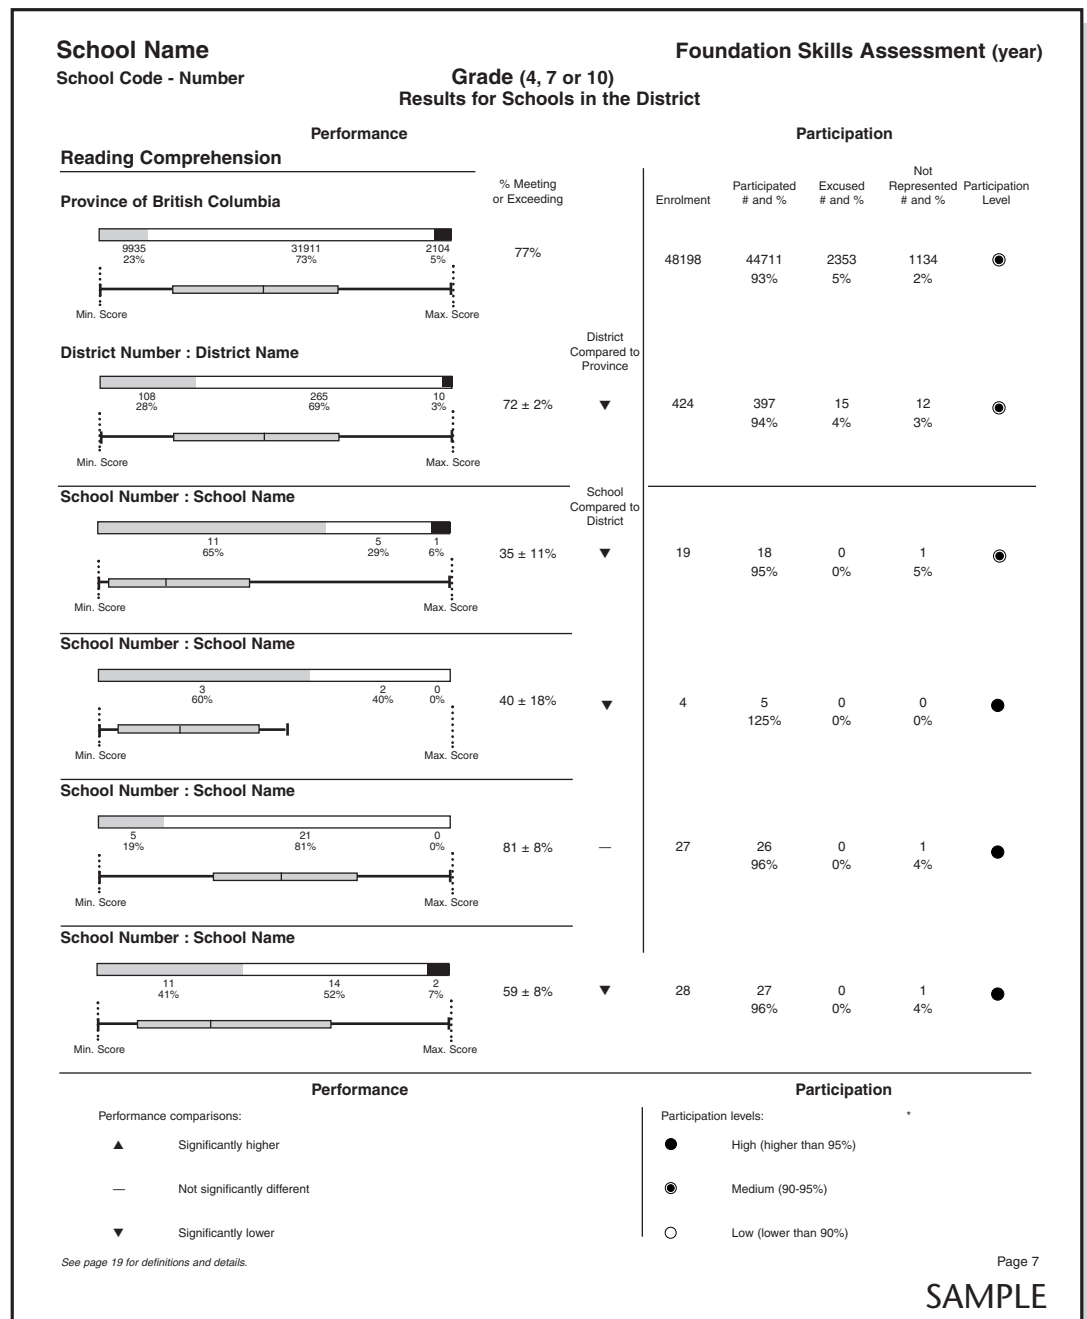 School Name
Foundation Skills Assessment (year)
School Code - Number
Grade (4, 7 or 10)
Results for Schools in the District
Performance
Participation
Reading Comprehension
% Meeting or Exceeding
Enrolment
Participated # and %
Excused # and %
Not Represented # and %
Participation Level
Province of British Columbia
9935 31911 2104
23% 73% 5%
77%
48198 44711 2353 1134
93% 5% 2%
Min. Score Max. Score
District Compared to Province
District Number : District Name
108 265 10
28% 69% 3%
72 ± 2% ▼
424 397 15 12
94% 4% 3%
Min. Score Max. Score
School Compared to District
School Number : School Name
11 5 1
65% 29% 6%
35 ± 11% ▼
19 18 0 1
95% 0% 5%
Min. Score Max. Score
School Number : School Name
3 2 0
60% 40% 0%
40 ± 18% ▼
4 5 0 0
125% 0% 0%
Min. Score Max. Score
School Number : School Name
5 21 0
19% 81% 0%
81 ± 8% —
27 26 0 1
96% 0% 4%
Min. Score Max. Score
School Number : School Name
11 14 2
41% 52% 7%
59 ± 8% ▼
28 27 0 1
96% 0% 4%
Min. Score Max. Score
Performance
Performance comparisons:
▲ Significantly higher
— Not significantly different
▼ Significantly lower
Participation
Participation levels: *
● High (higher than 95%)
◉ Medium (90-95%)
○ Low (lower than 90%)
See page 19 for definitions and details.
Page 7
SAMPLE